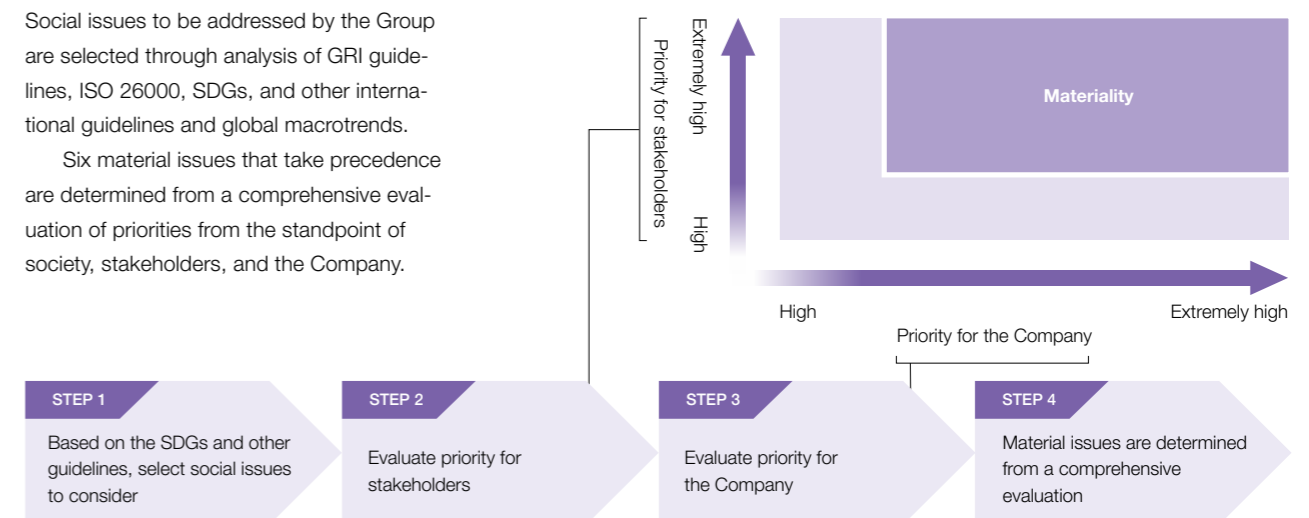 Social issues to be addressed by the Group
are selected through analysis of GRI guide-
lines, ISO 26000, SDGs, and other interna-
tional guidelines and global macrotrends.
Six material issues that take precedence
are determined from a comprehensive eval-
uation of priorities from the standpoint of
society, stakeholders, and the Company.
Priority for stakeholders
Extremely high
High
Materiality
High
Extremely high
Priority for the Company
STEP 1
Based on the SDGs and other
guidelines, select social issues
to consider
STEP 2
Evaluate priority for
stakeholders
STEP 3
Evaluate priority for
the Company
STEP 4
Material issues are determined
from a comprehensive
evaluation